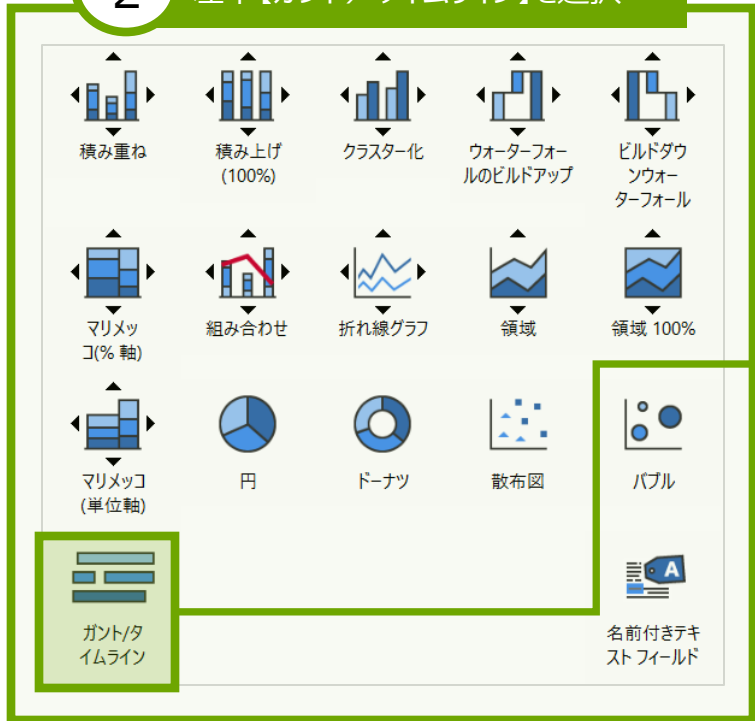 2
積み重ね
積み上げ
(100%)
クラスター化
ウォーターフォー
ルのビルドアップ
ビルドダウ
ンウォー
ターフォール
マリメッ
コ(% 軸)
組み合わせ
折れ線グラフ
領域
領域 100%
マリメッコ
(単位軸)
円
ドーナツ
散布図
バブル
ガント/タ
イムライン
A
名前付きテキ
スト フィールド